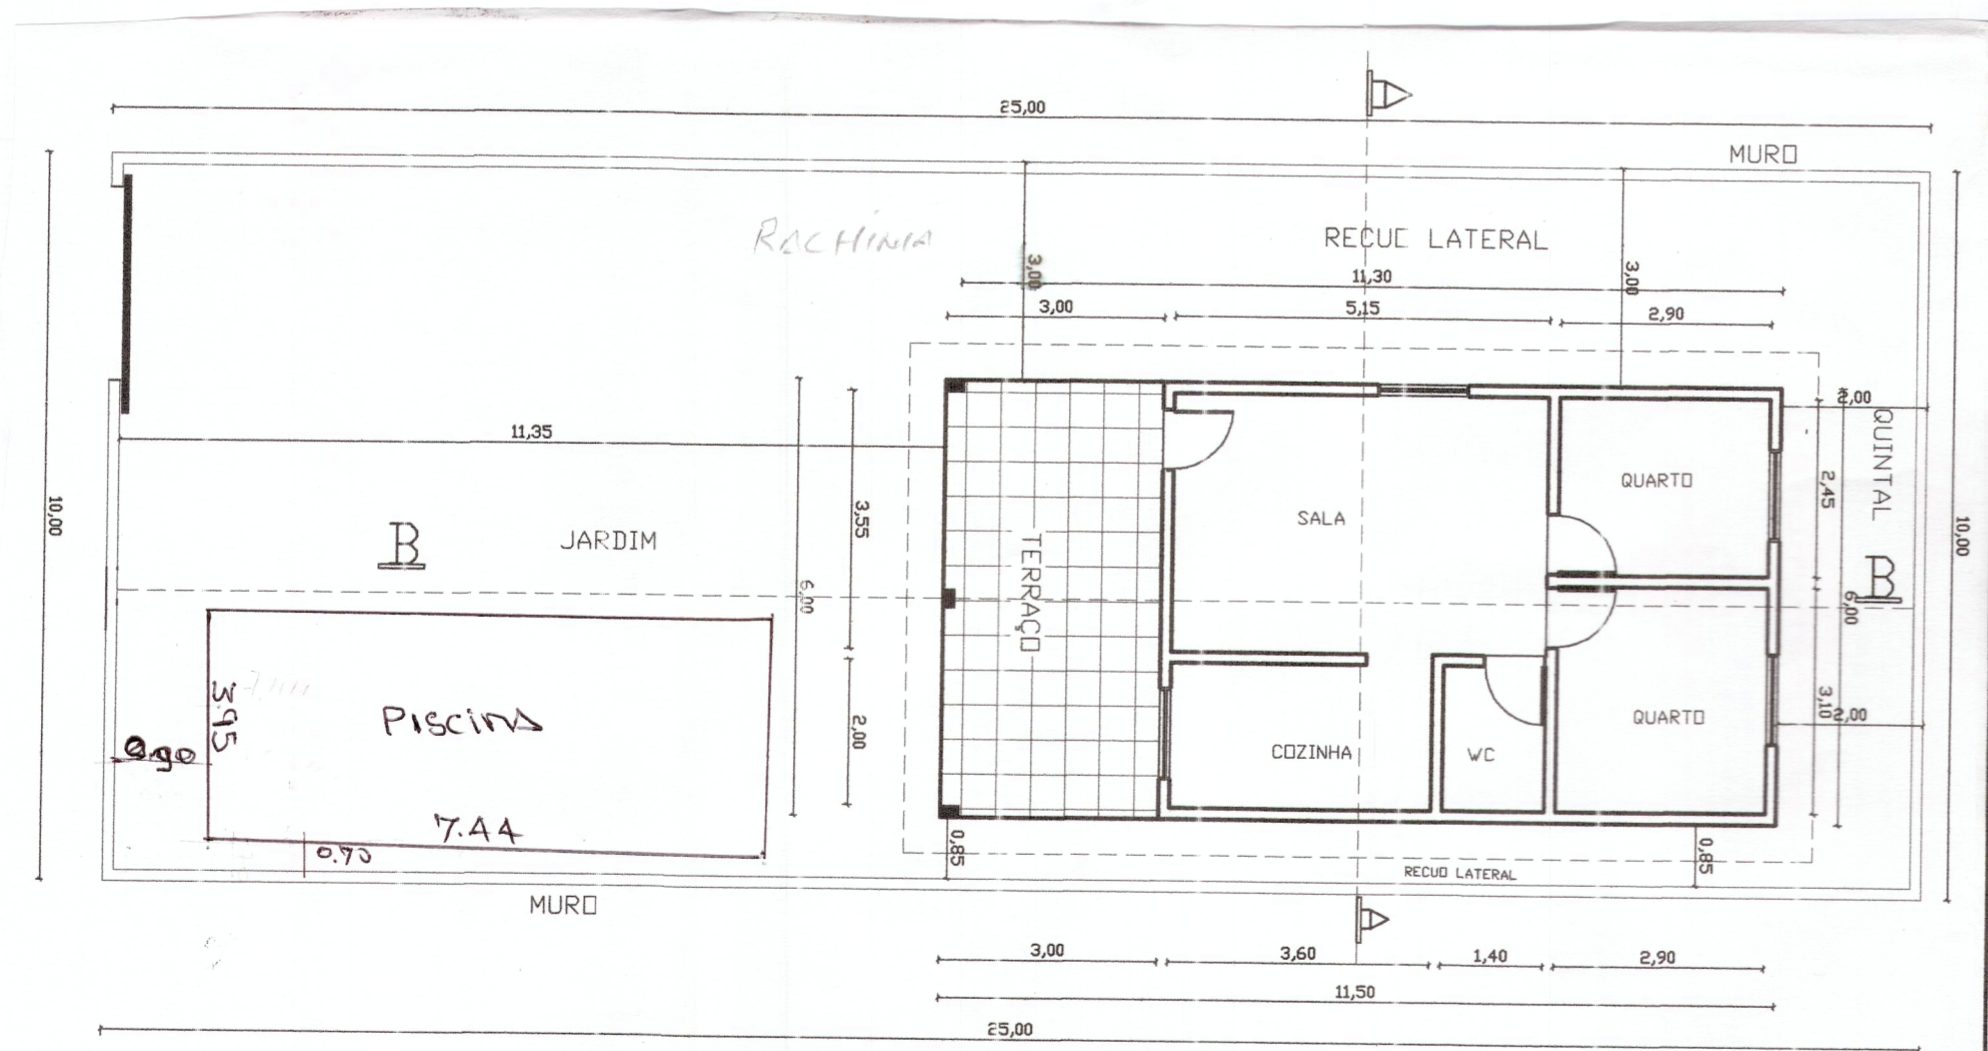 25,00
MURO
RACHINIA
RECUE LATERAL
3,00
3,00
11,30
3,00
5,15
2,90
2,00
QUINTAL
11,35
10,00
3,55
QUARTO
2,45
SALA
10,00
B
JARDIM
TERRAÇO
6,00
B
6,00
3.95
Piscina
2,00
3,10
2,00
QUARTO
0.90
COZINHA
WC
7.44
0.70
0,85
0,85
RECUO LATERAL
MURO
3,00
3,60
1,40
2,90
11,50
25,00